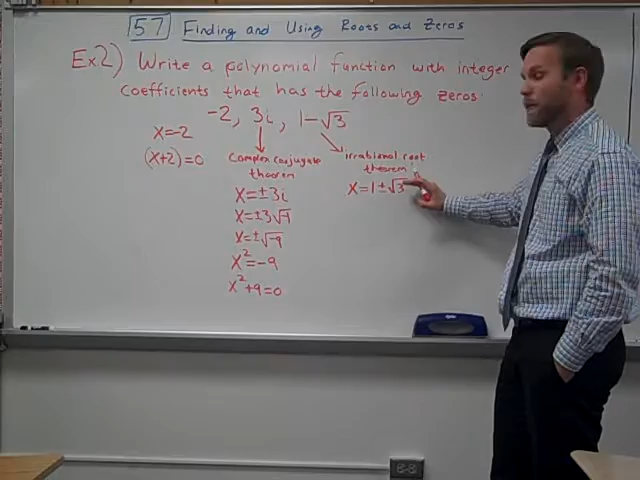 57 Finding and Using Roots and Zeros
Ex2) Write a polynomial function with integer
coefficients that has the following zeros.
-2, 3i, 1-√3
x=-2
(x+2)=0
Complex conjugate
theorem
x=±3i
x=±3√-1
x=±√-9
x²=-9
x²+9=0
irrational root
theorem
x=1±√3